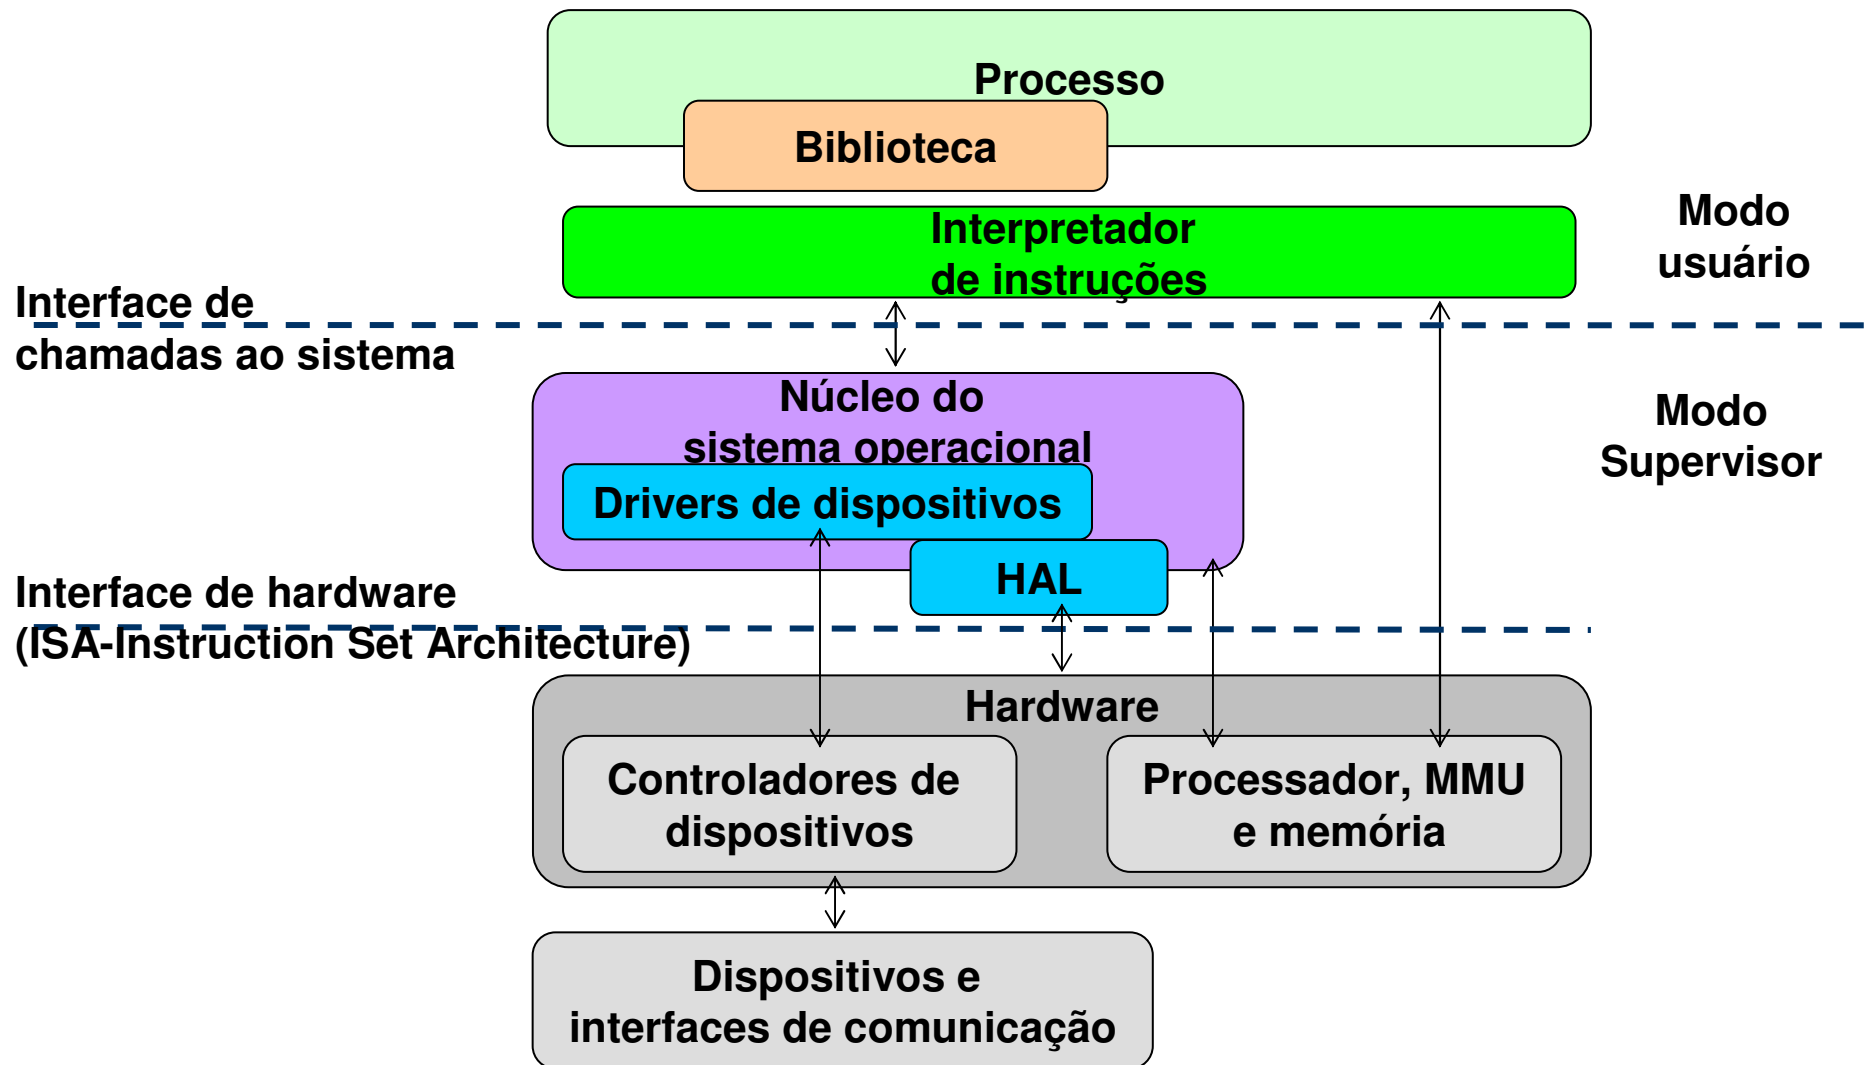 Processo
Biblioteca
Interpretador
de instruções
Modo
usuário
Interface de
chamadas ao sistema
Núcleo do
sistema operacional
Modo
Supervisor
Drivers de dispositivos
HAL
Interface de hardware
(ISA-Instruction Set Architecture)
Hardware
Controladores de
dispositivos
Processador, MMU
e memória
Dispositivos e
interfaces de comunicação